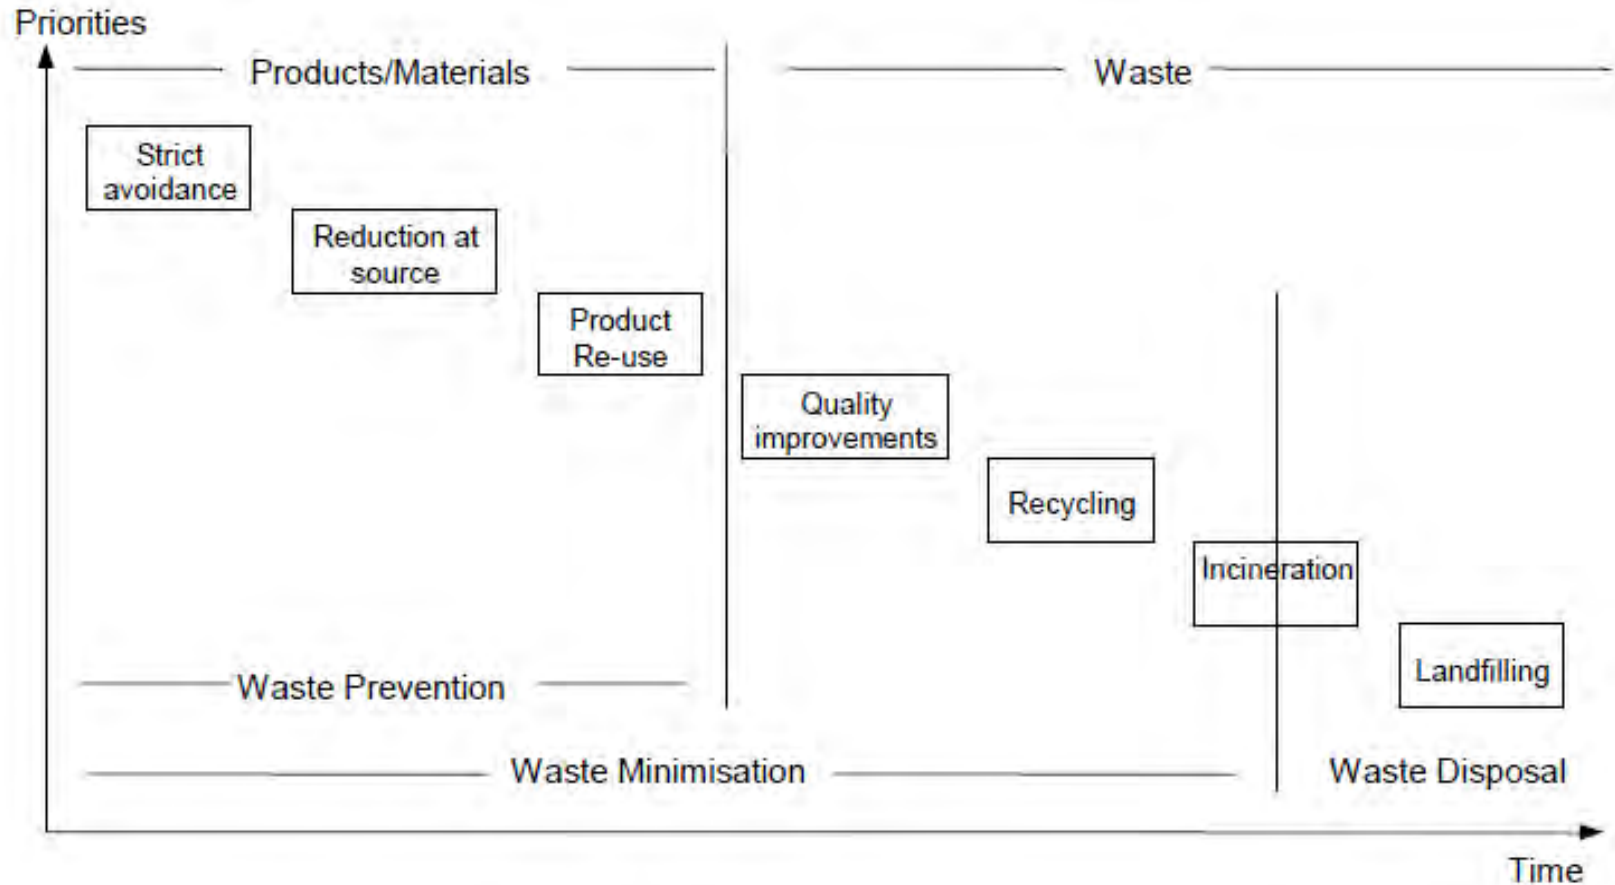 Priorities
Products/Materials
Waste
Strict
avoidance
Reduction at
source
Product
Re-use
Quality
improvements
Recycling
Incineration
Landfilling
Waste Prevention
Waste Minimisation
Waste Disposal
Time